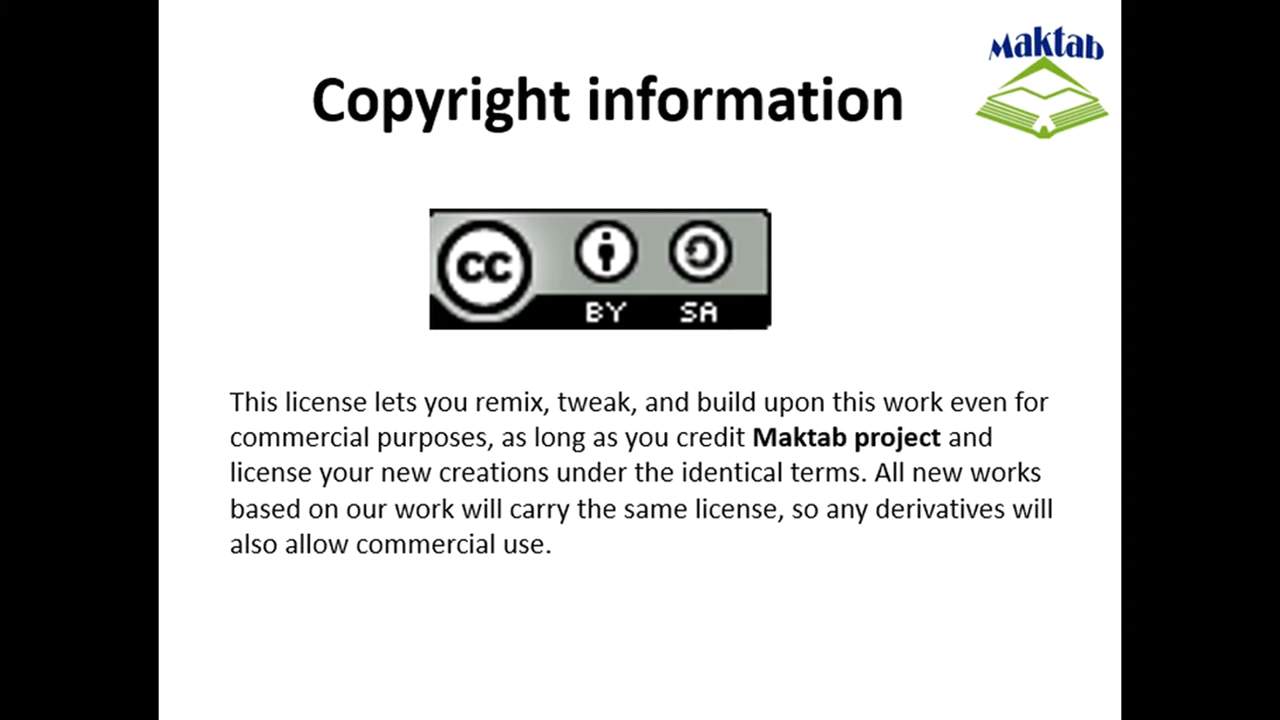 Maktab
Copyright information
CC
BY SA
This license lets you remix, tweak, and build upon this work even for
commercial purposes, as long as you credit Maktab project and
license your new creations under the identical terms. All new works
based on our work will carry the same license, so any derivatives will
also allow commercial use.